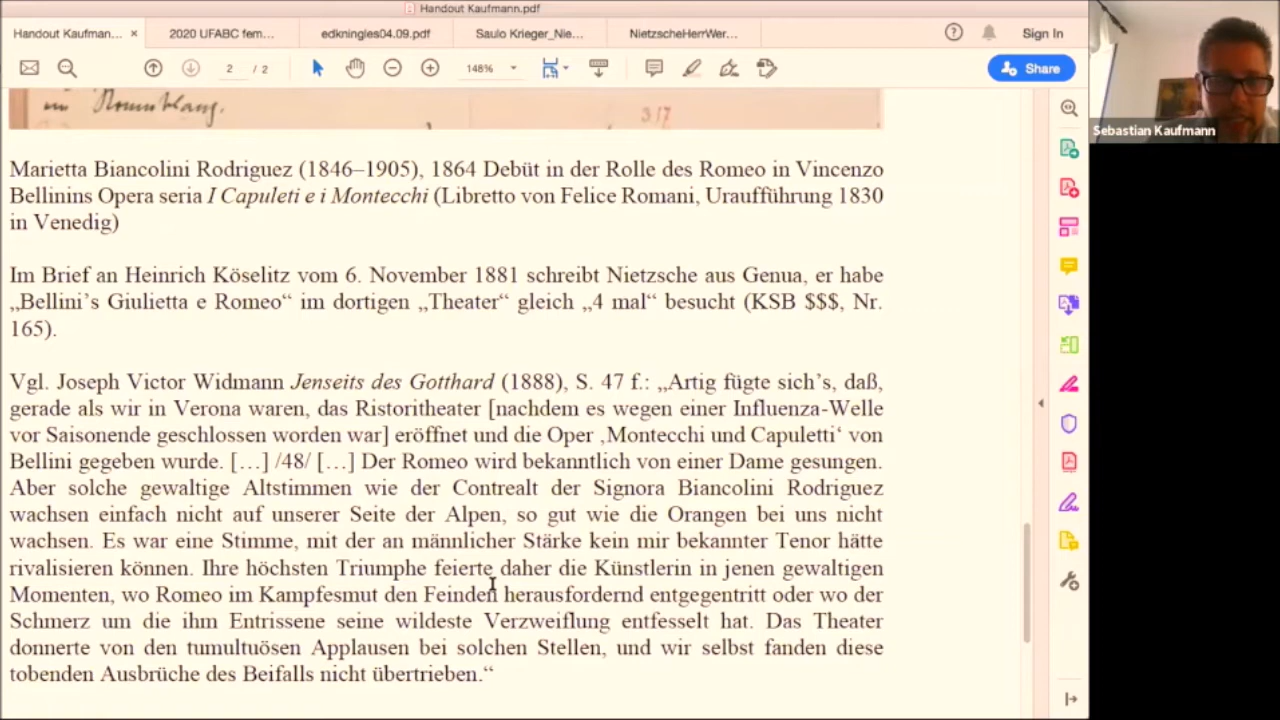 Handout Kaufmann.pdf
Handout Kaufman... ×
2020 UFABC fem...
edkningles04.09.pdf
Saulo Krieger_Nie...
NietzscheHerrWer...
Sign In
2 / 2
148%
Share
Sebastian Kaufmann
im
317
Marietta Biancolini Rodriguez (1846–1905), 1864 Debüt in der Rolle des Romeo in Vincenzo
Bellinins Opera seria I Capuleti e i Montecchi (Libretto von Felice Romani, Uraufführung 1830
in Venedig)
Im Brief an Heinrich Köselitz vom 6. November 1881 schreibt Nietzsche aus Genua, er habe
„Bellini’s Giulietta e Romeo“ im dortigen „Theater“ gleich „4 mal“ besucht (KSB $$$, Nr.
165).
Vgl. Joseph Victor Widmann Jenseits des Gotthard (1888), S. 47 f.: „Artig fügte sich’s, daß,
gerade als wir in Verona waren, das Ristoritheater [nachdem es wegen einer Influenza-Welle
vor Saisonende geschlossen worden war] eröffnet und die Oper ‚Montecchi und Capuletti‘ von
Bellini gegeben wurde. […] /48/ […] Der Romeo wird bekanntlich von einer Dame gesungen.
Aber solche gewaltige Altstimmen wie der Contrealt der Signora Biancolini Rodriguez
wachsen einfach nicht auf unserer Seite der Alpen, so gut wie die Orangen bei uns nicht
wachsen. Es war eine Stimme, mit der an männlicher Stärke kein mir bekannter Tenor hätte
rivalisieren können. Ihre höchsten Triumphe feierte daher die Künstlerin in jenen gewaltigen
Momenten, wo Romeo im Kampfesmut den Feinden herausfordernd entgegentritt oder wo der
Schmerz um die ihm Entrissene seine wildeste Verzweiflung entfesselt hat. Das Theater
donnerte von den tumultuösen Applausen bei solchen Stellen, und wir selbst fanden diese
tobenden Ausbrüche des Beifalls nicht übertrieben.“